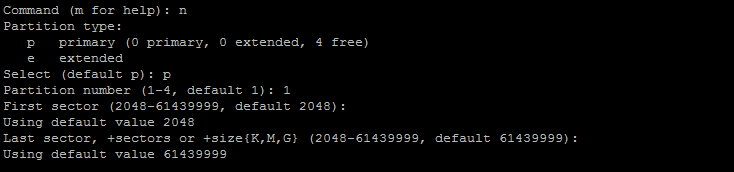 Command (m for help): n
Partition type:
   p   primary (0 primary, 0 extended, 4 free)
   e   extended
Select (default p): p
Partition number (1-4, default 1): 1
First sector (2048-61439999, default 2048):
Using default value 2048
Last sector, +sectors or +size{K,M,G} (2048-61439999, default 61439999):
Using default value 61439999